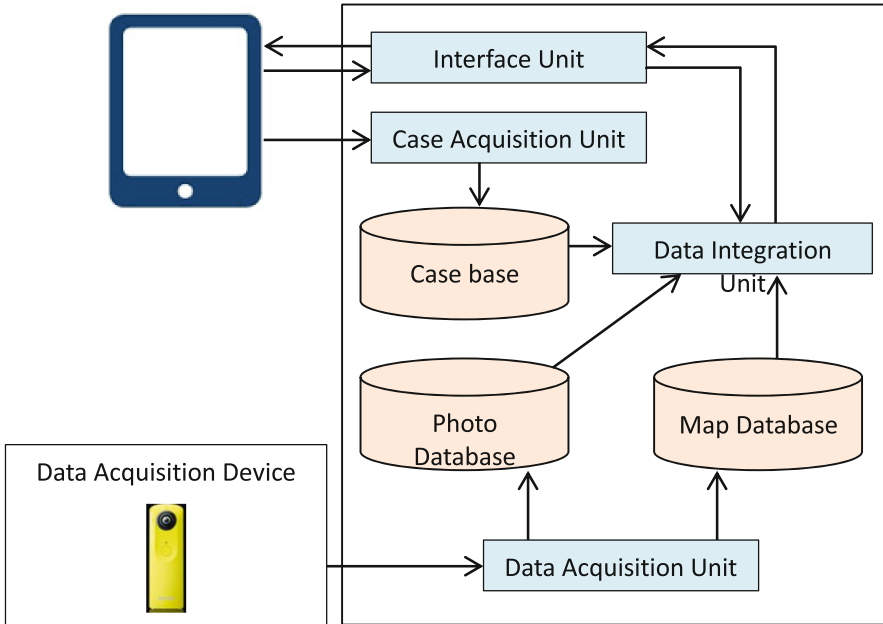 Interface Unit
Case Acquisition Unit
Data Integration
Unit
Case base
Photo
Database
Map Database
Data Acquisition Device
Data Acquisition Unit